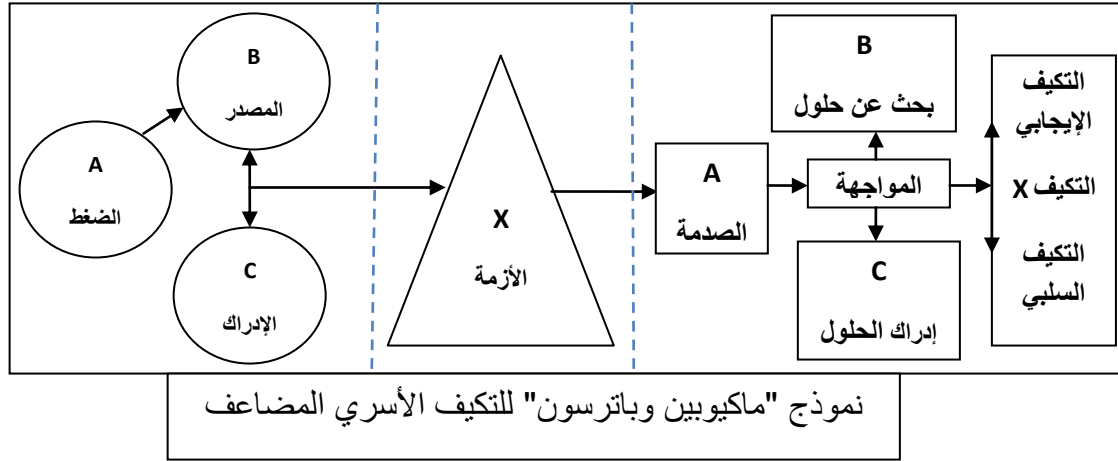 A
الضغط
B
المصدر
C
الإدراك
X
الأزمة
A
الصدمة
B
بحث عن حلول
المواجهة
C
إدراك الحلول
التكيف
الإيجابي
التكيف X
التكيف
السلبي
نموذج "ماكيوبين وباترسون" للتكيف الأسري المضاعف